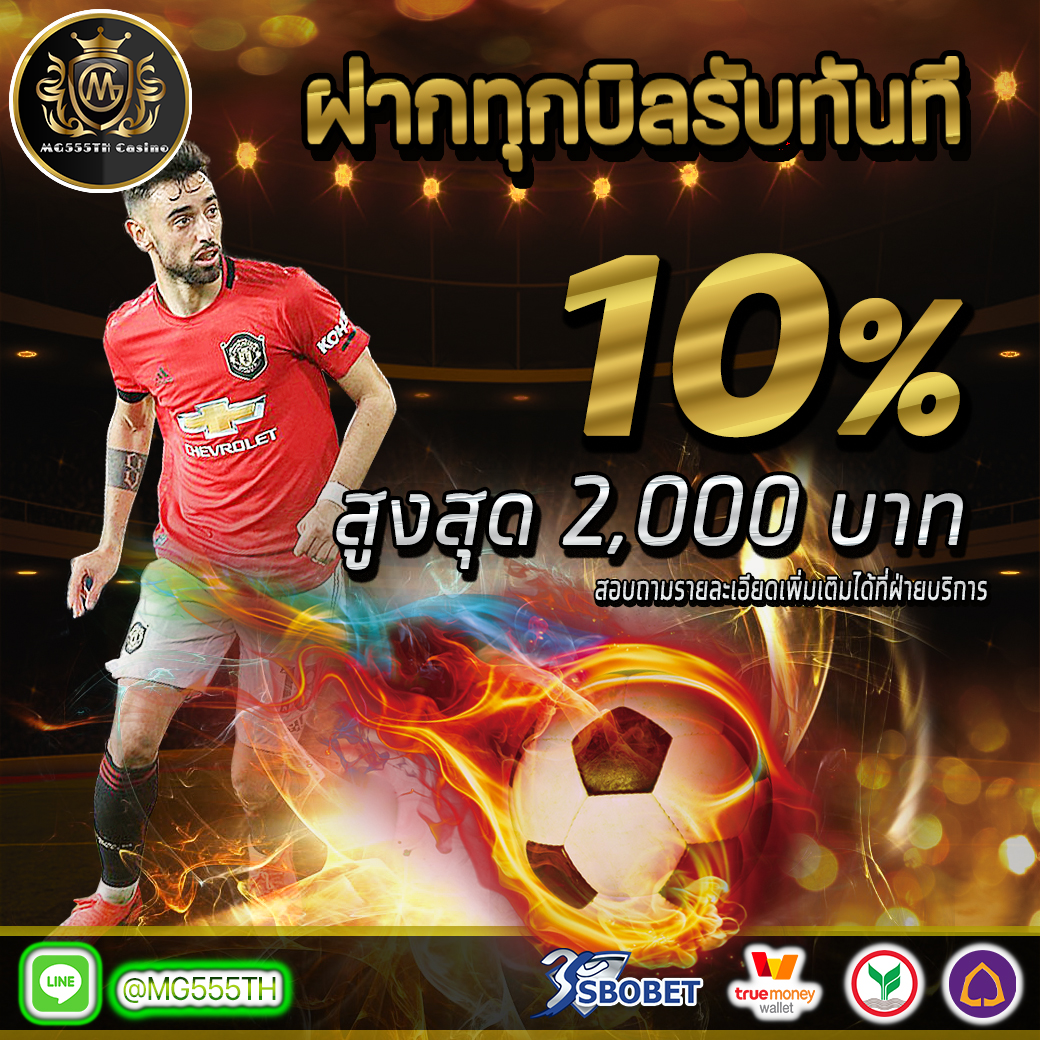 MG555TH Casino
ฝากทุกบิลรับทันที
10%
KOHLER
CHEVROLET
สูงสุด 2,000 บาท
สอบถามรายละเอียดเพิ่มเติมได้ที่ฝ่ายบริการ
LINE
@MG555TH
SBOBET
truemoney
wallet